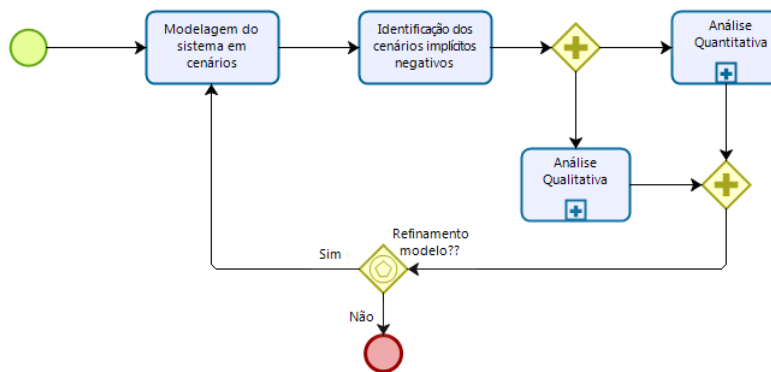 Modelagem do
sistema em
cenários
Identificação dos
cenários implícitos
negativos
Análise
Quantitativa
Análise
Qualitativa
Refinamento
modelo??
Sim
Não